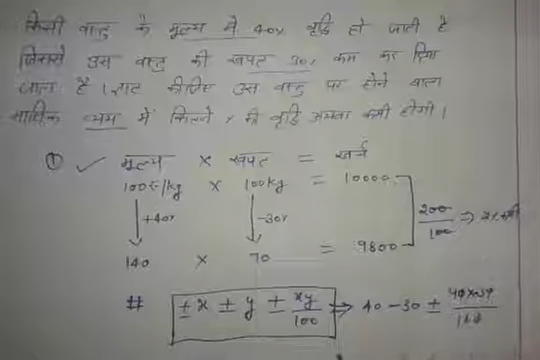 किसी वस्तु के मूल्य में 40% वृद्धि हो जाती है
जिससे उस वस्तु की खपत 30% कम कर दिया
जाता है। ज्ञात कीजिए उस वस्तु पर होने वाला
मासिक व्यय में कितने % की वृद्धि अथवा कमी होगी।
① ✓ मूल्य × खपत = खर्च
100₹/kg × 100kg = 10000
↓+40% ↓-30% 200/100 ⇒ 2% कमी
140 × 70 = 9800
# ± x ± y ± xy/100 ⇒ 40 - 30 ± 40×30/100